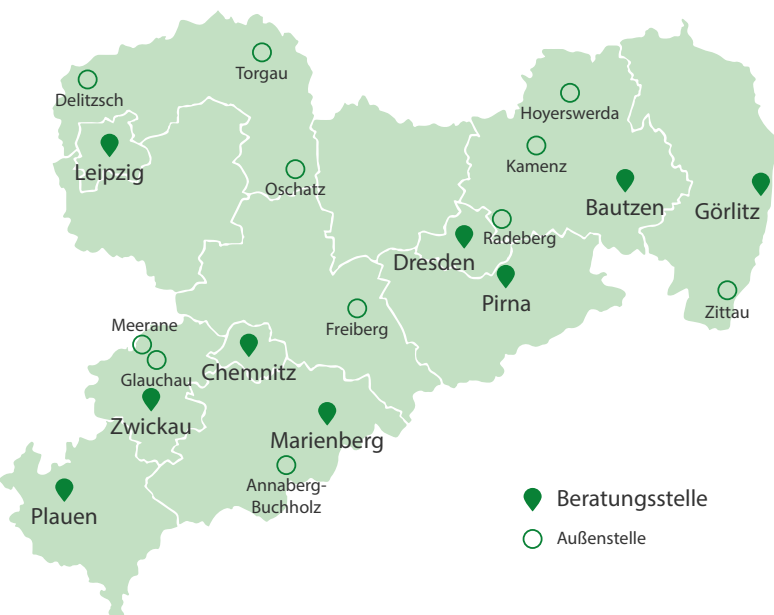 Torgau
Delitzsch
Hoyerswerda
Kamenz
Leipzig
Oschatz
Bautzen
Görlitz
Radeberg
Dresden
Pirna
Zittau
Meerane
Freiberg
Glauchau
Chemnitz
Zwickau
Marienberg
Annaberg-
Buchholz
Plauen
Beratungsstelle
Außenstelle